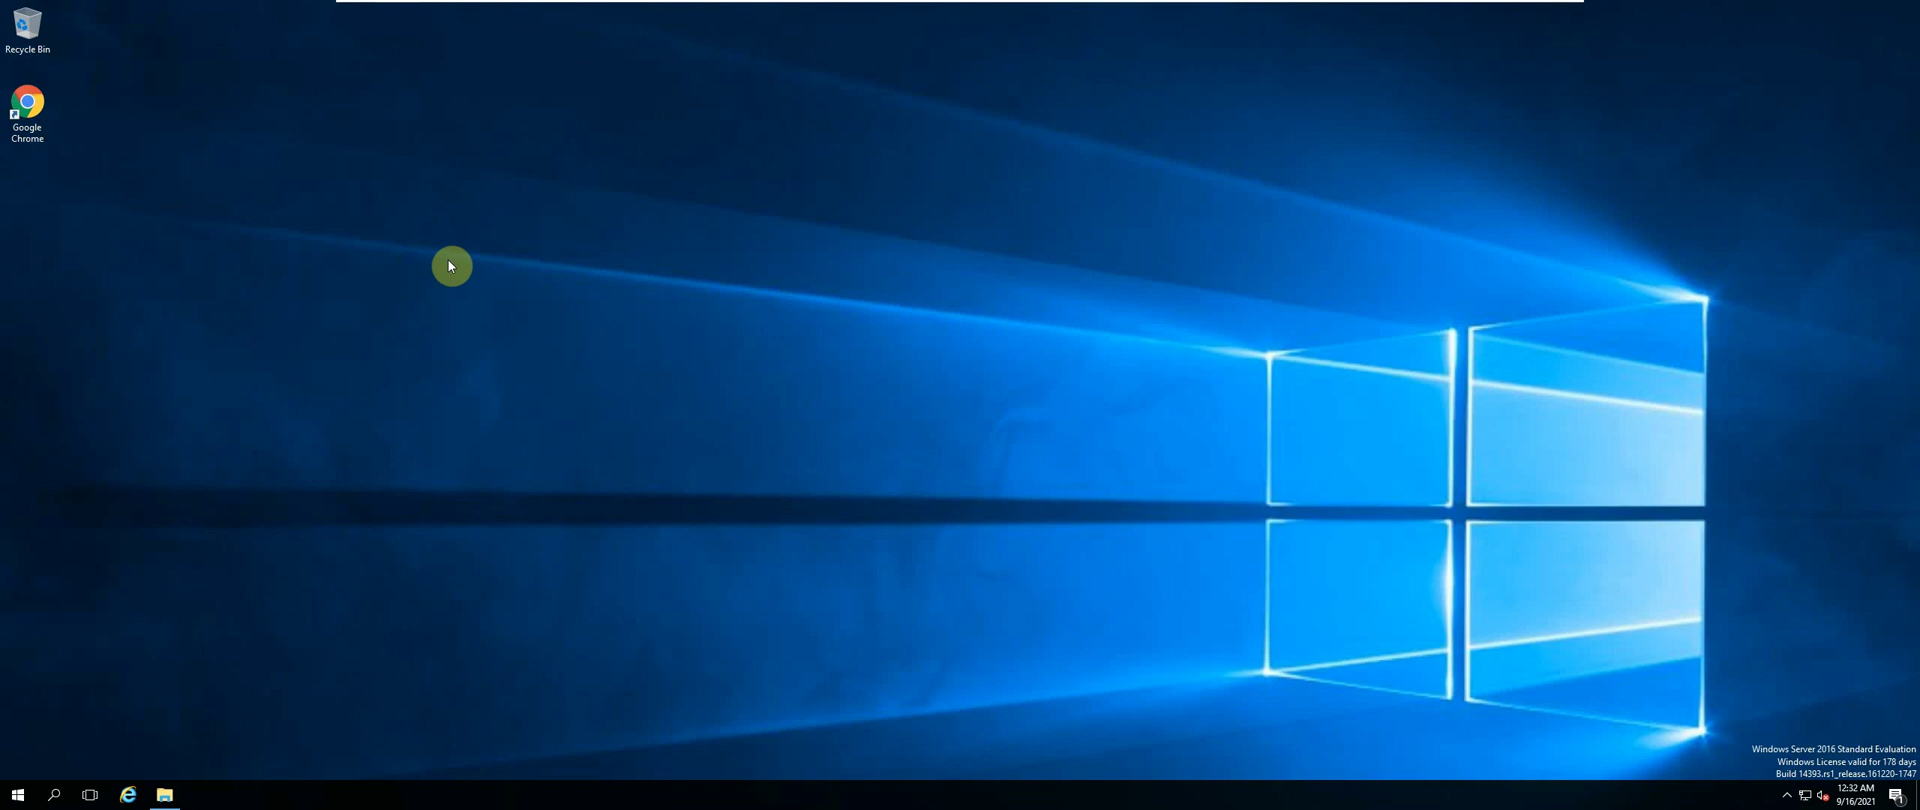 Recycle Bin
Google
Chrome
Windows Server 2016 Standard Evaluation
Windows License valid for 178 days
Build 14393.rs1_release.161220-1747
12:32 AM
9/16/2021
1